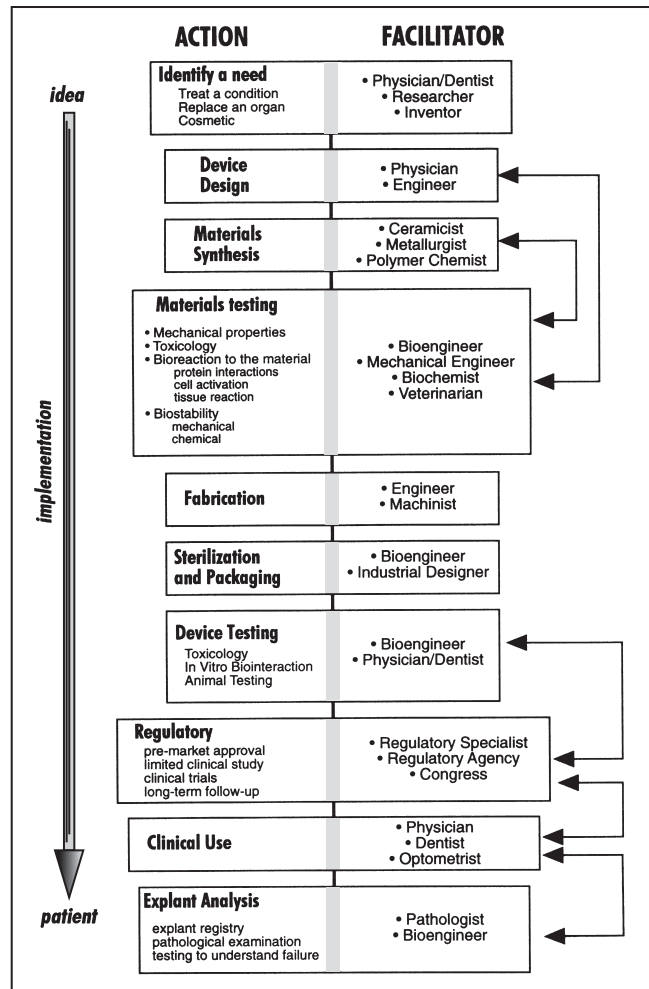 ACTION FACILITATOR
idea
Identify a need
Treat a condition
Replace an organ
Cosmetic
• Physician/Dentist
• Researcher
• Inventor
Device
Design
• Physician
• Engineer
Materials
Synthesis
• Ceramicist
• Metallurgist
• Polymer Chemist
Materials testing
• Mechanical properties
• Toxicology
• Bioreaction to the material
protein interactions
cell activation
tissue reaction
• Biostability
mechanical
chemical
• Bioengineer
• Mechanical Engineer
• Biochemist
• Veterinarian
implementation
Fabrication
• Engineer
• Machinist
Sterilization
and Packaging
• Bioengineer
• Industrial Designer
Device Testing
Toxicology
In Vitro Biointeraction
Animal Testing
• Bioengineer
• Physician/Dentist
Regulatory
pre-market approval
limited clinical study
clinical trials
long-term follow-up
• Regulatory Specialist
• Regulatory Agency
• Congress
Clinical Use
• Physician
• Dentist
• Optometrist
patient
Explant Analysis
explant registry
pathological examination
testing to understand failure
• Pathologist
• Bioengineer